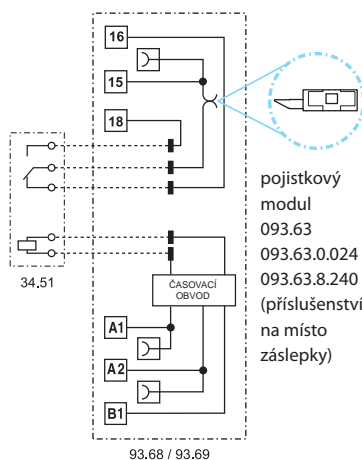 16
15
18
34.51
ČASOVACÍ
OBVOD
A1
A2
B1
93.68 / 93.69
pojistkový
modul
093.63
093.63.0.024
093.63.8.240
(příslušenství
na místo
záslepky)